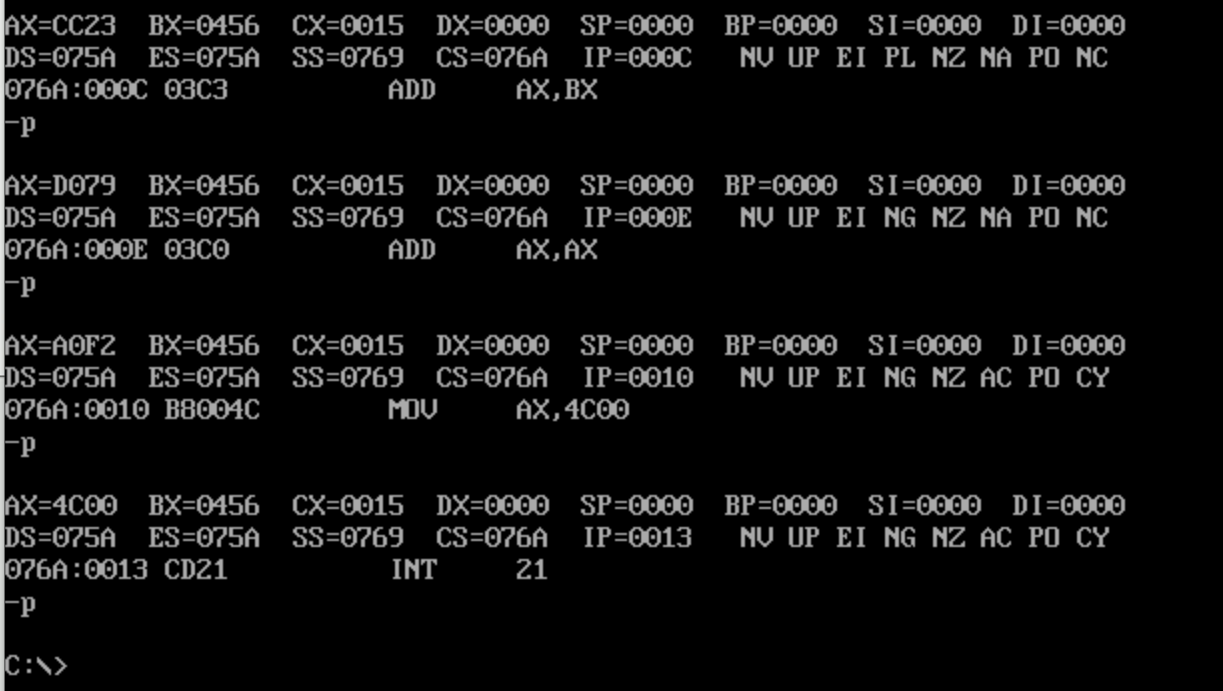 AX=CC23  BX=0456  CX=0015  DX=0000  SP=0000  BP=0000  SI=0000  DI=0000
DS=075A  ES=075A  SS=0769  CS=076A  IP=000C   NV UP EI PL NZ NA PO NC
076A:000C 03C3          ADD     AX,BX
-p
AX=D079  BX=0456  CX=0015  DX=0000  SP=0000  BP=0000  SI=0000  DI=0000
DS=075A  ES=075A  SS=0769  CS=076A  IP=000E   NV UP EI NG NZ NA PO NC
076A:000E 03C0          ADD     AX,AX
-p
AX=A0F2  BX=0456  CX=0015  DX=0000  SP=0000  BP=0000  SI=0000  DI=0000
DS=075A  ES=075A  SS=0769  CS=076A  IP=0010   NV UP EI NG NZ AC PO CY
076A:0010 B8004C        MOV     AX,4C00
-p
AX=4C00  BX=0456  CX=0015  DX=0000  SP=0000  BP=0000  SI=0000  DI=0000
DS=075A  ES=075A  SS=0769  CS=076A  IP=0013   NV UP EI NG NZ AC PO CY
076A:0013 CD21          INT     21
-p
C:\>